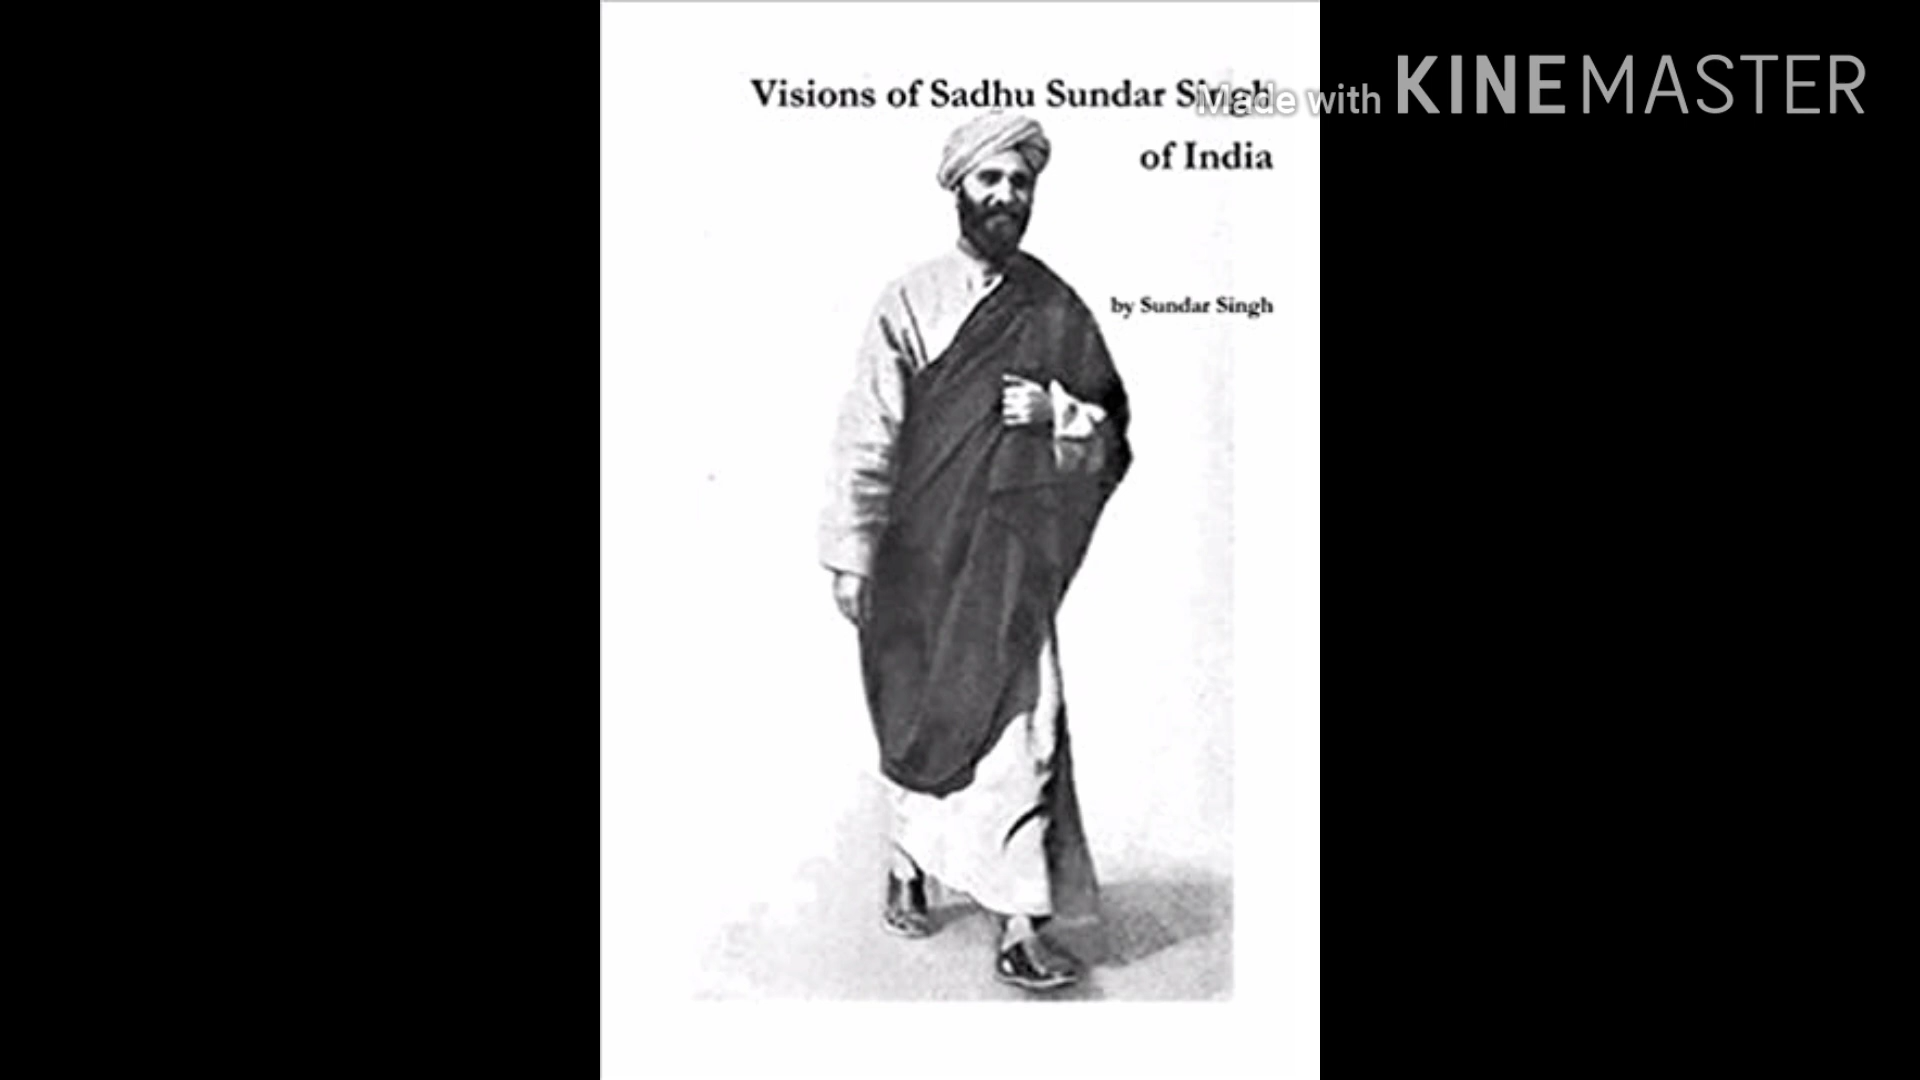 Visions of Sadhu Sundar Singh
Made with KINEMASTER
of India
by Sundar Singh